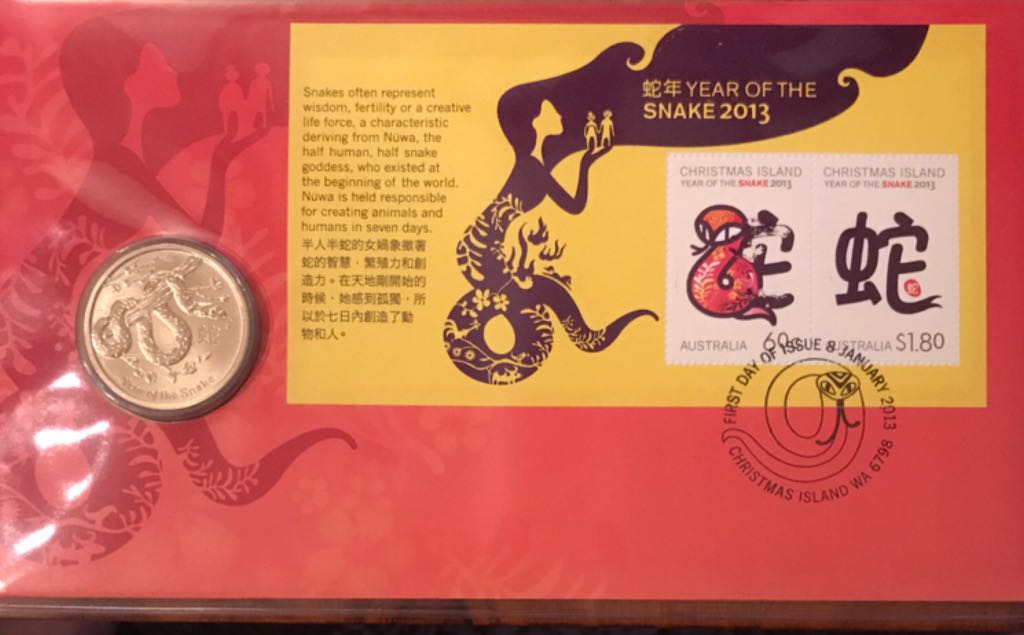 Snakes often represent
wisdom, fertility or a creative
life force, a characteristic
deriving from Nüwa, the
half human, half snake
goddess, who existed at
the beginning of the world.
Nüwa is held responsible
for creating animals and
humans in seven days.
半人半蛇的女媧象徵著
蛇的智慧、繁殖力和創
造力。在天地剛開始的
時候，她感到孤獨，所
以於七日內創造了動
物和人。
蛇年 YEAR OF THE
SNAKE 2013
CHRISTMAS ISLAND
YEAR OF THE SNAKE 2013
AUSTRALIA 60c
CHRISTMAS ISLAND
YEAR OF THE SNAKE 2013
蛇
蛇
AUSTRALIA $1.80
FIRST DAY OF ISSUE 8 JANUARY 2013
CHRISTMAS ISLAND WA 6798
蛇
Year of the Snake